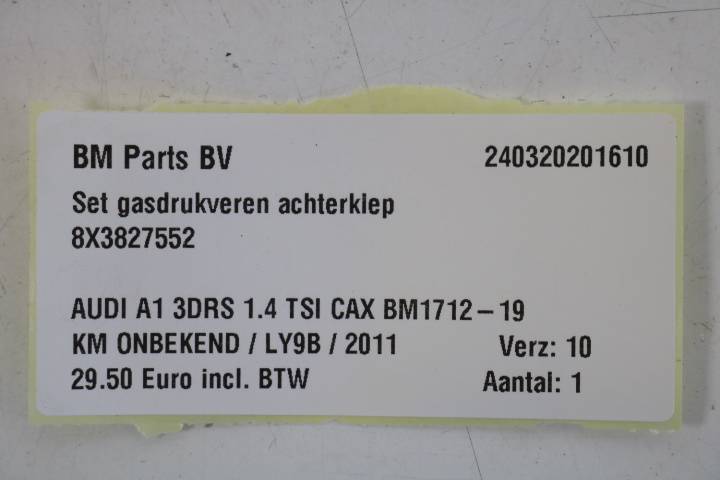 BM Parts BV 240320201610
Set gasdrukveren achterklep
8X3827552
AUDI A1 3DRS 1.4 TSI CAX BM1712-19
KM ONBEKEND / LY9B / 2011 Verz: 10
29.50 Euro incl. BTW Aantal: 1